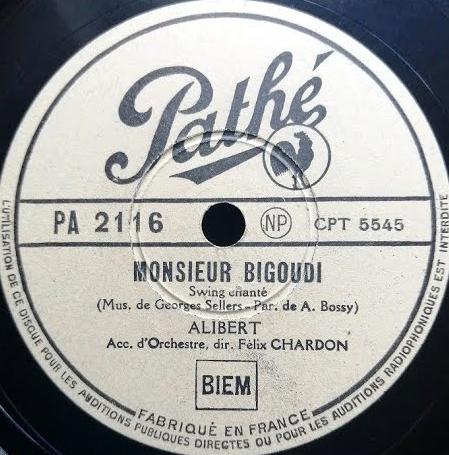 Pathé
PA 2116 NP CPT 5545
MONSIEUR BIGOUDI
Swing chanté
(Mus. de Georges Sellers - Par. de A. Bossy)
ALIBERT
Acc. d'Orchestre, dir. Félix CHARDON
BIEM
FABRIQUÉ EN FRANCE
L'UTILISATION DE CE DISQUE POUR LES AUDITIONS PUBLIQUES DIRECTES OU POUR LES AUDITIONS RADIOPHONIQUES EST INTERDITE